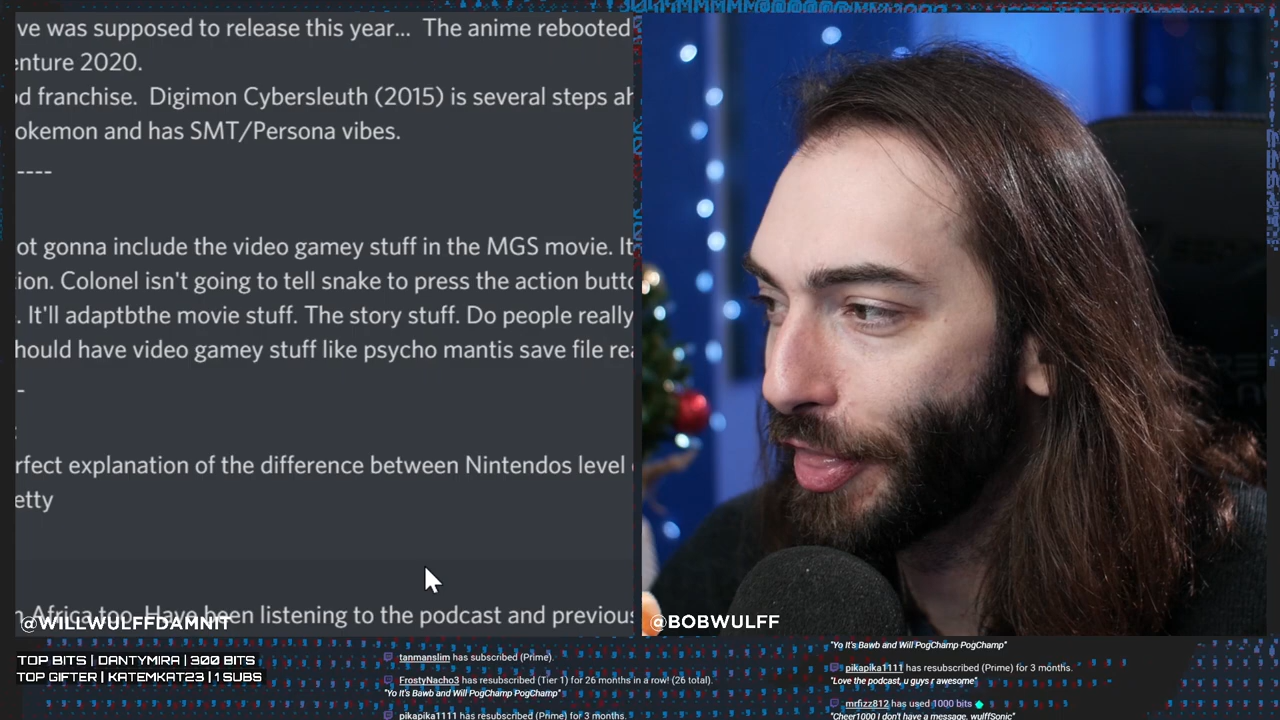 ve was supposed to release this year... The anime rebooted
enture 2020.
od franchise. Digimon Cybersleuth (2015) is several steps ah
okemon and has SMT/Persona vibes.
----
ot gonna include the video gamey stuff in the MGS movie. It
ion. Colonel isn't going to tell snake to press the action butto
. It'll adaptbthe movie stuff. The story stuff. Do people really
hould have video gamey stuff like psycho mantis save file rea
-
:
rfect explanation of the difference between Nintendos level
etty
n Africa too. Have been listening to the podcast and previous
@WILLWULFFDAMNIT
@BOBWULFF
TOP BITS | DANTYMIRA | 300 BITS
TOP GIFTER | KATEMKAT23 | 1 SUBS
tanmanslim has subscribed (Prime).
FrostyNacho3 has resubscribed (Tier 1) for 26 months in a row! (26 total).
"Yo It's Bawb and Will PogChamp PogChamp"
pikapika1111 has resubscribed (Prime) for 3 months.
"Yo It's Bawb and Will PogChamp PogChamp"
pikapika1111 has resubscribed (Prime) for 3 months.
"Love the podcast, u guys r awesome"
mrfizz812 has used 1000 bits
"Cheer1000 I don't have a message, wulffSonic"